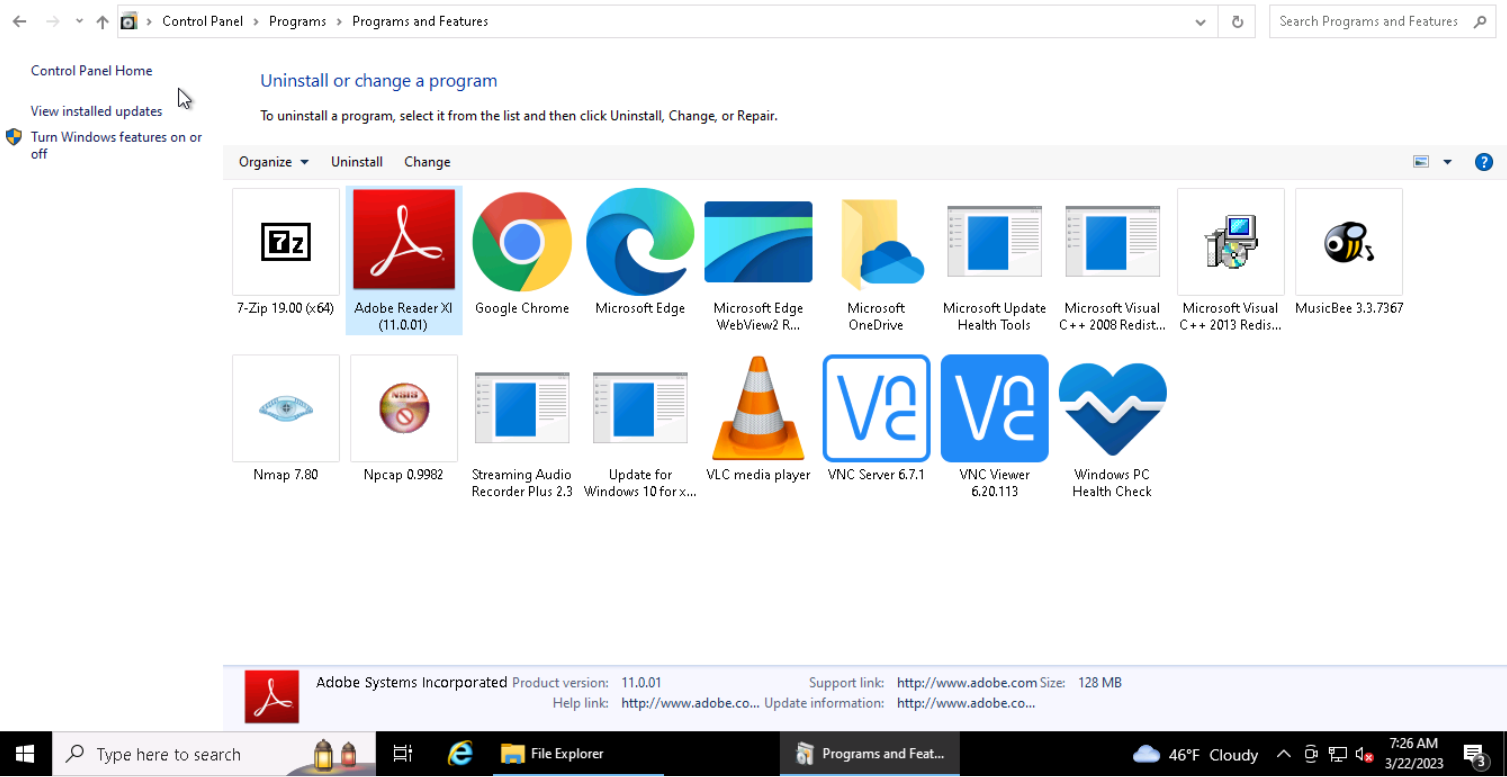 Control Panel > Programs > Programs and Features
Search Programs and Features
Control Panel Home
View installed updates
Turn Windows features on or
off
Uninstall or change a program
To uninstall a program, select it from the list and then click Uninstall, Change, or Repair.
Organize Uninstall Change
?
7z
7-Zip 19.00 (x64)
Adobe Reader XI
(11.0.01)
Google Chrome
Microsoft Edge
Microsoft Edge
WebView2 R...
Microsoft
OneDrive
Microsoft Update
Health Tools
Microsoft Visual
C++ 2008 Redist...
Microsoft Visual
C++ 2013 Redis...
MusicBee 3.3.7367
NSIS
Vnc
Vnc
Nmap 7.80
Npcap 0.9982
Streaming Audio
Recorder Plus 2.3
Update for
Windows 10 for x...
VLC media player
VNC Server 6.7.1
VNC Viewer
6.20.113
Windows PC
Health Check
Adobe Systems Incorporated Product version: 11.0.01 Support link: http://www.adobe.com Size: 128 MB
Help link: http://www.adobe.co... Update information: http://www.adobe.co...
Type here to search
File Explorer
Programs and Feat...
46°F Cloudy
7:26 AM
3/22/2023
3